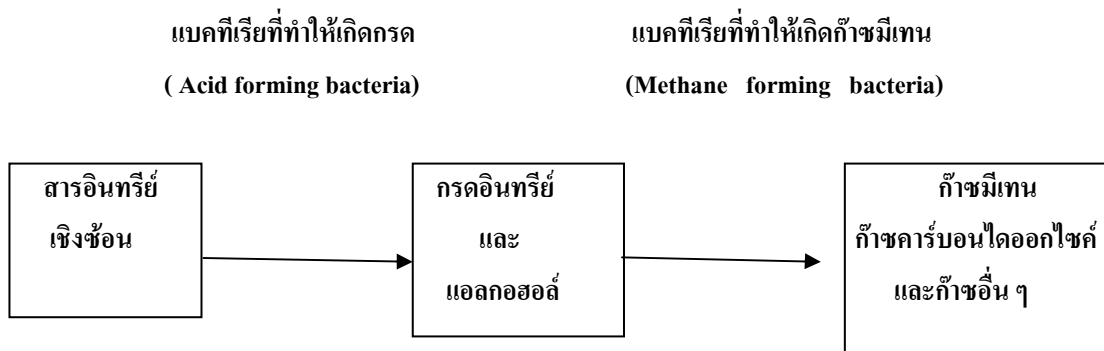 แบคทีเรียที่ทำให้เกิดกรด
( Acid forming bacteria)
แบคทีเรียที่ทำให้เกิดก๊าซมีเทน
(Methane forming bacteria)
สารอินทรีย์
เชิงซ้อน
กรดอินทรีย์
และ
แอลกอฮอล์
ก๊าซมีเทน
ก๊าซคาร์บอนไดออกไซค์
และก๊าซอื่น ๆ